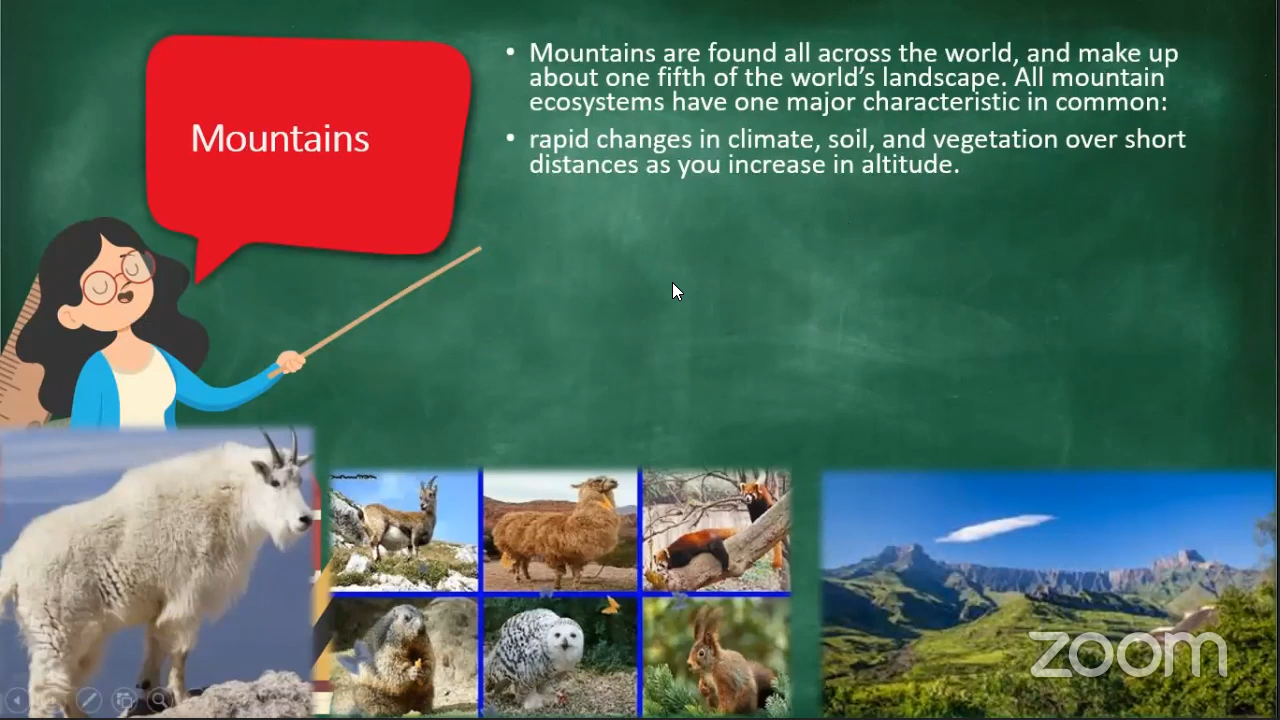 Mountains
• Mountains are found all across the world, and make up
about one fifth of the world's landscape. All mountain
ecosystems have one major characteristic in common:
• rapid changes in climate, soil, and vegetation over short
distances as you increase in altitude.
zoom